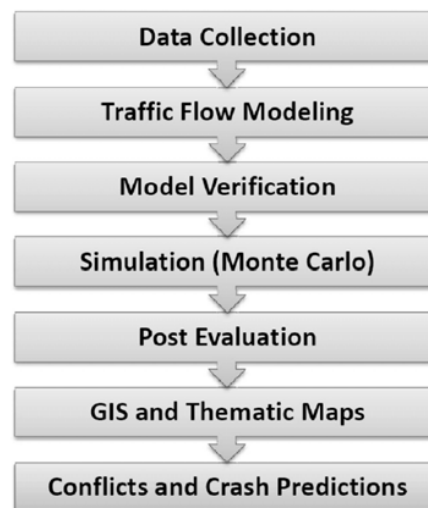 Data Collection
Traffic Flow Modeling
Model Verification
Simulation (Monte Carlo)
Post Evaluation
GIS and Thematic Maps
Conflicts and Crash Predictions